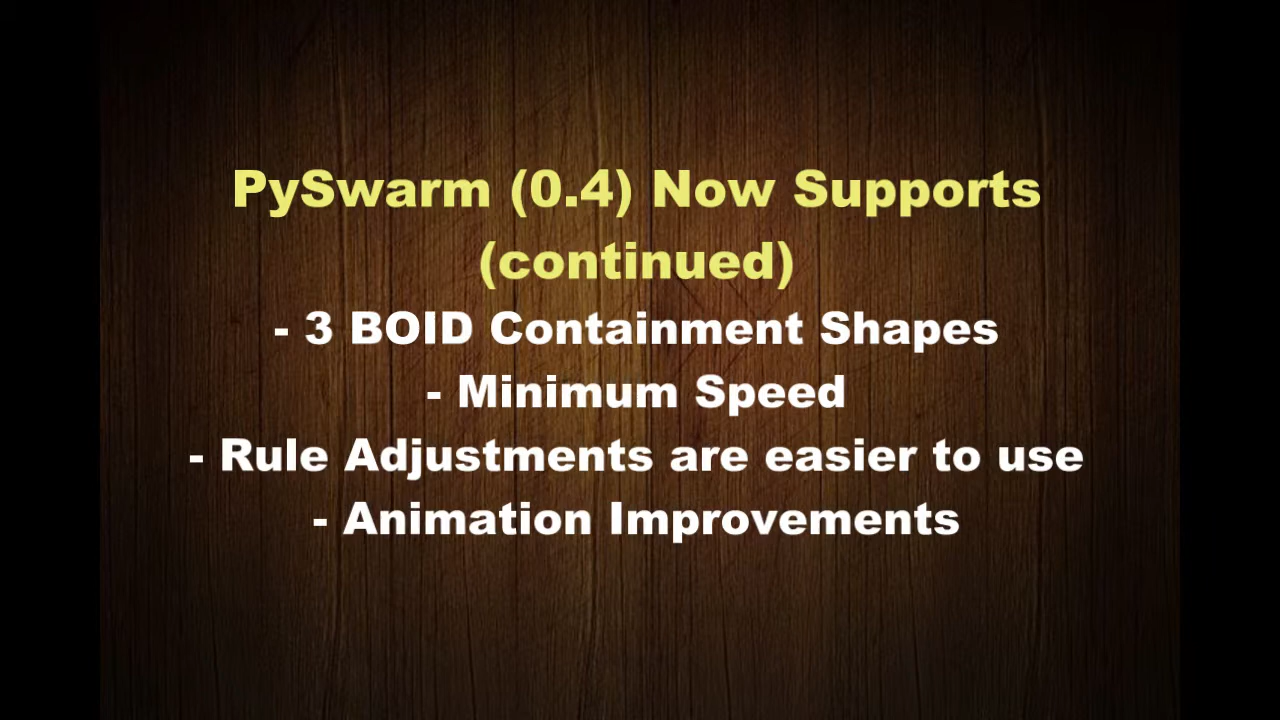 PySwarm (0.4) Now Supports
(continued)
- 3 BOID Containment Shapes
- Minimum Speed
- Rule Adjustments are easier to use
- Animation Improvements